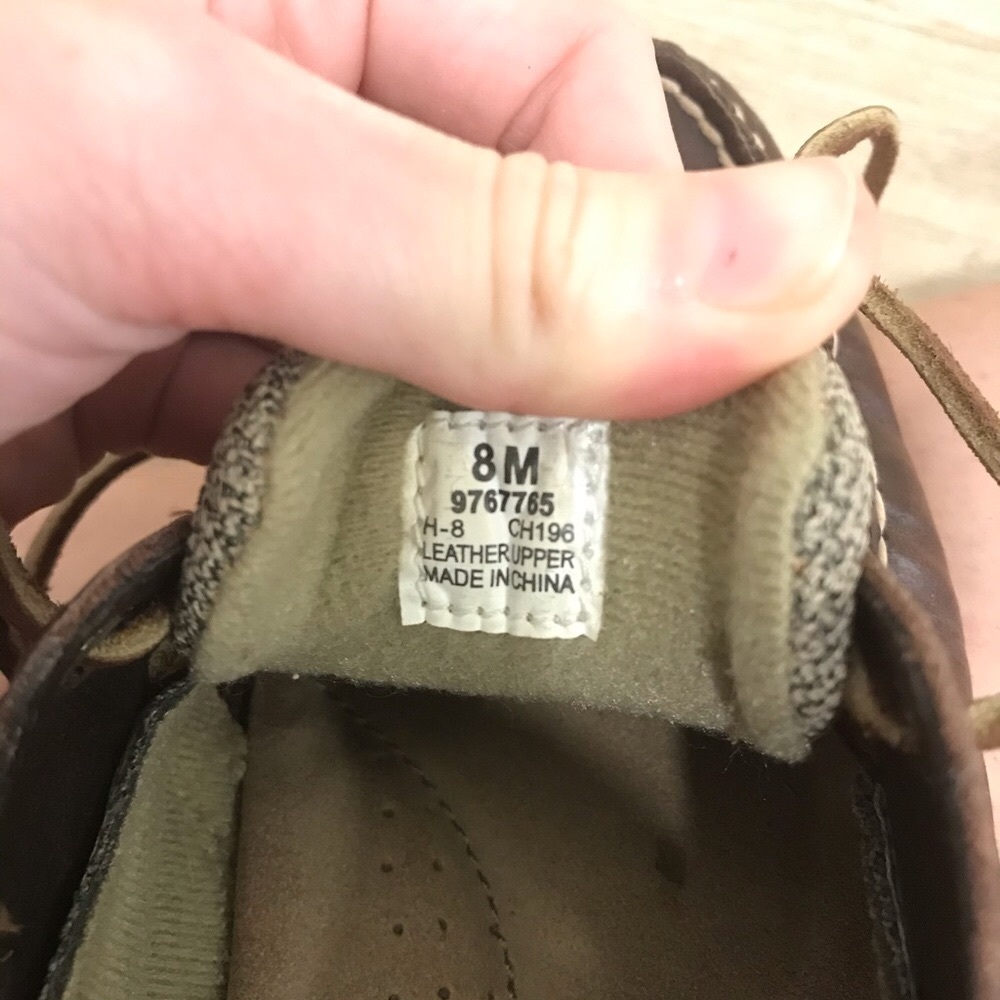 8M
9767765
H-8 CH196
LEATHER UPPER
MADE IN CHINA